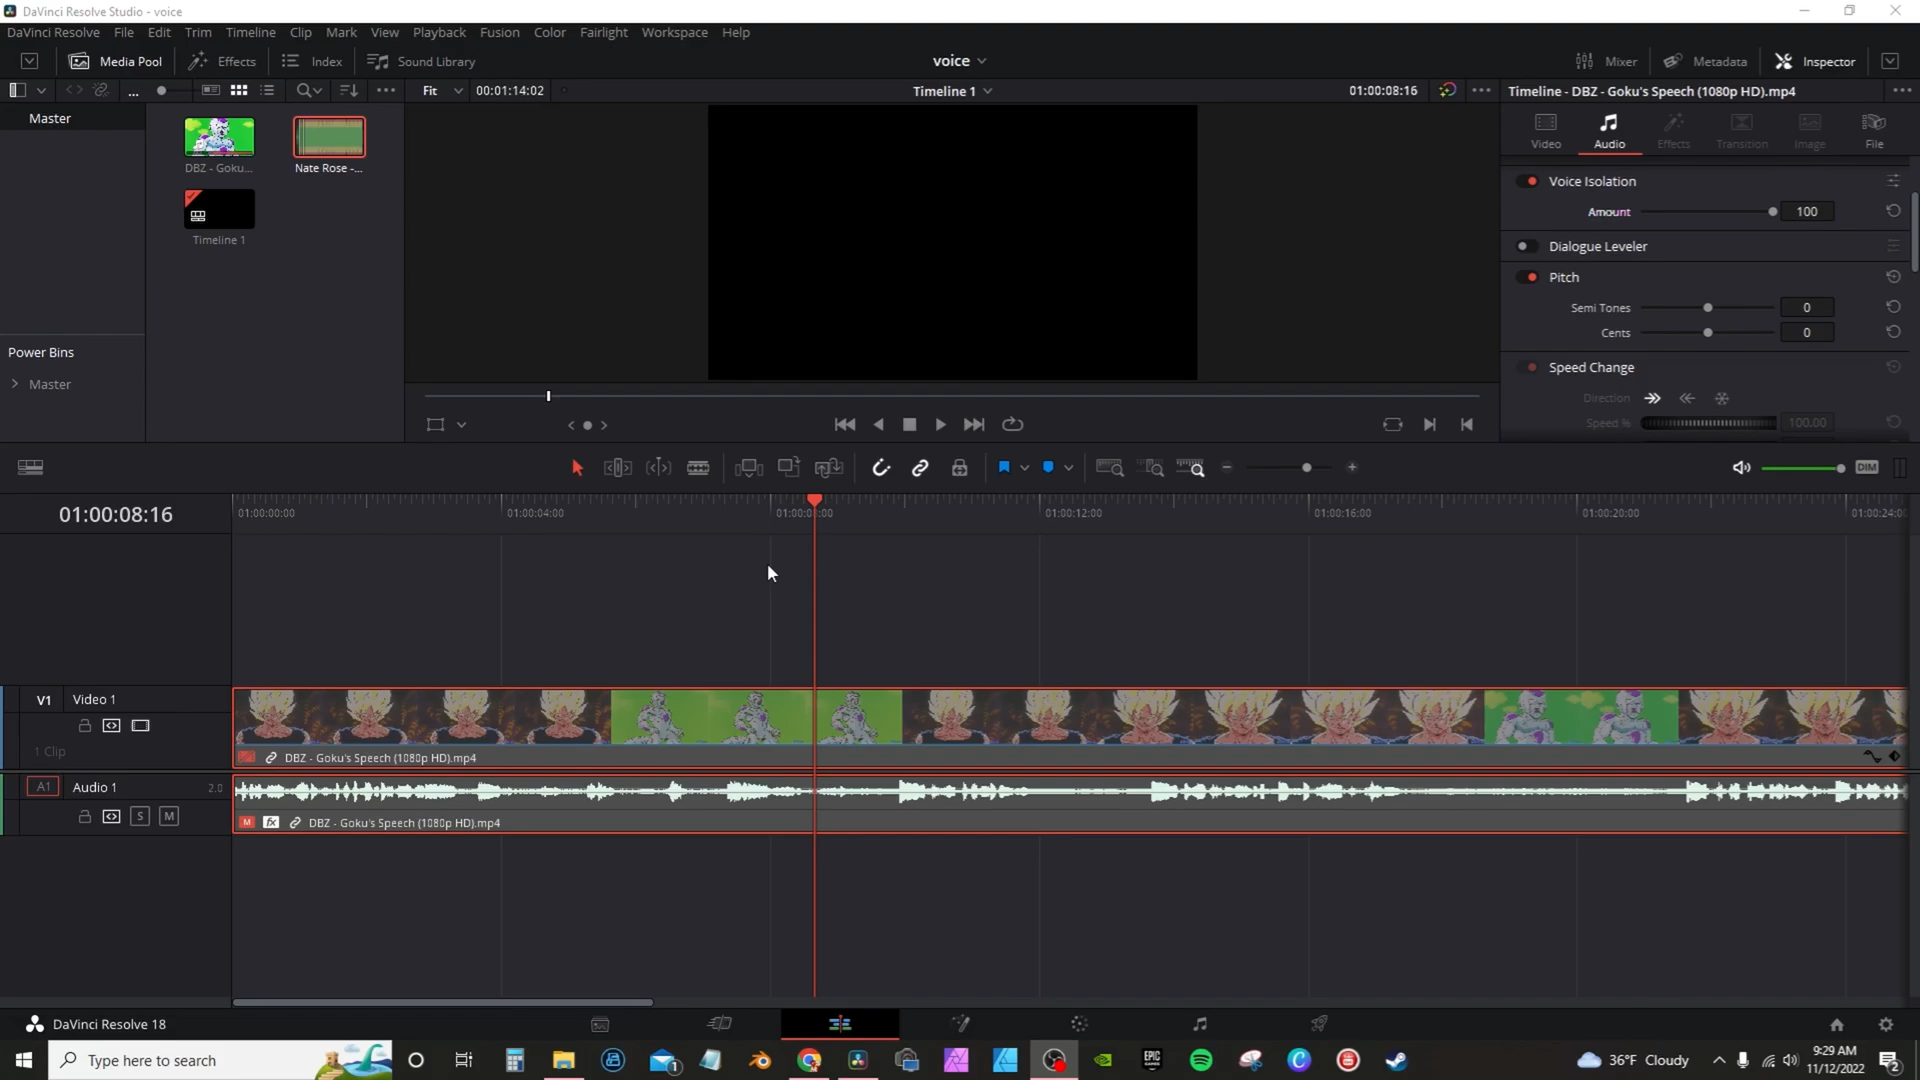 DaVinci Resolve Studio - voice
DaVinci Resolve File Edit Trim Timeline Clip Mark View Playback Fusion Color Fairlight Workspace Help
Media Pool Effects Index Sound Library voice Mixer Metadata Inspector
... Fit 00:01:14:02 Timeline 1 01:00:08:16 Timeline - DBZ - Goku's Speech (1080p HD).mp4
Master
DBZ - Goku...
Nate Rose -...
Timeline 1
Power Bins
Master
Video Audio Effects Transition Image File
Voice Isolation
Amount 100
Dialogue Leveler
Pitch
Semi Tones 0
Cents 0
Speed Change
Direction
Speed % 100.00
DIM
01:00:08:16
01:00:00:00 01:00:04:00 01:00:08:00 01:00:12:00 01:00:16:00 01:00:20:00 01:00:24:00
V1 Video 1
1 Clip
DBZ - Goku's Speech (1080p HD).mp4
A1 Audio 1 2.0
S M
M fx DBZ - Goku's Speech (1080p HD).mp4
DaVinci Resolve 18
Type here to search
1
EPIC GAMES
36°F Cloudy
9:29 AM
11/12/2022
2